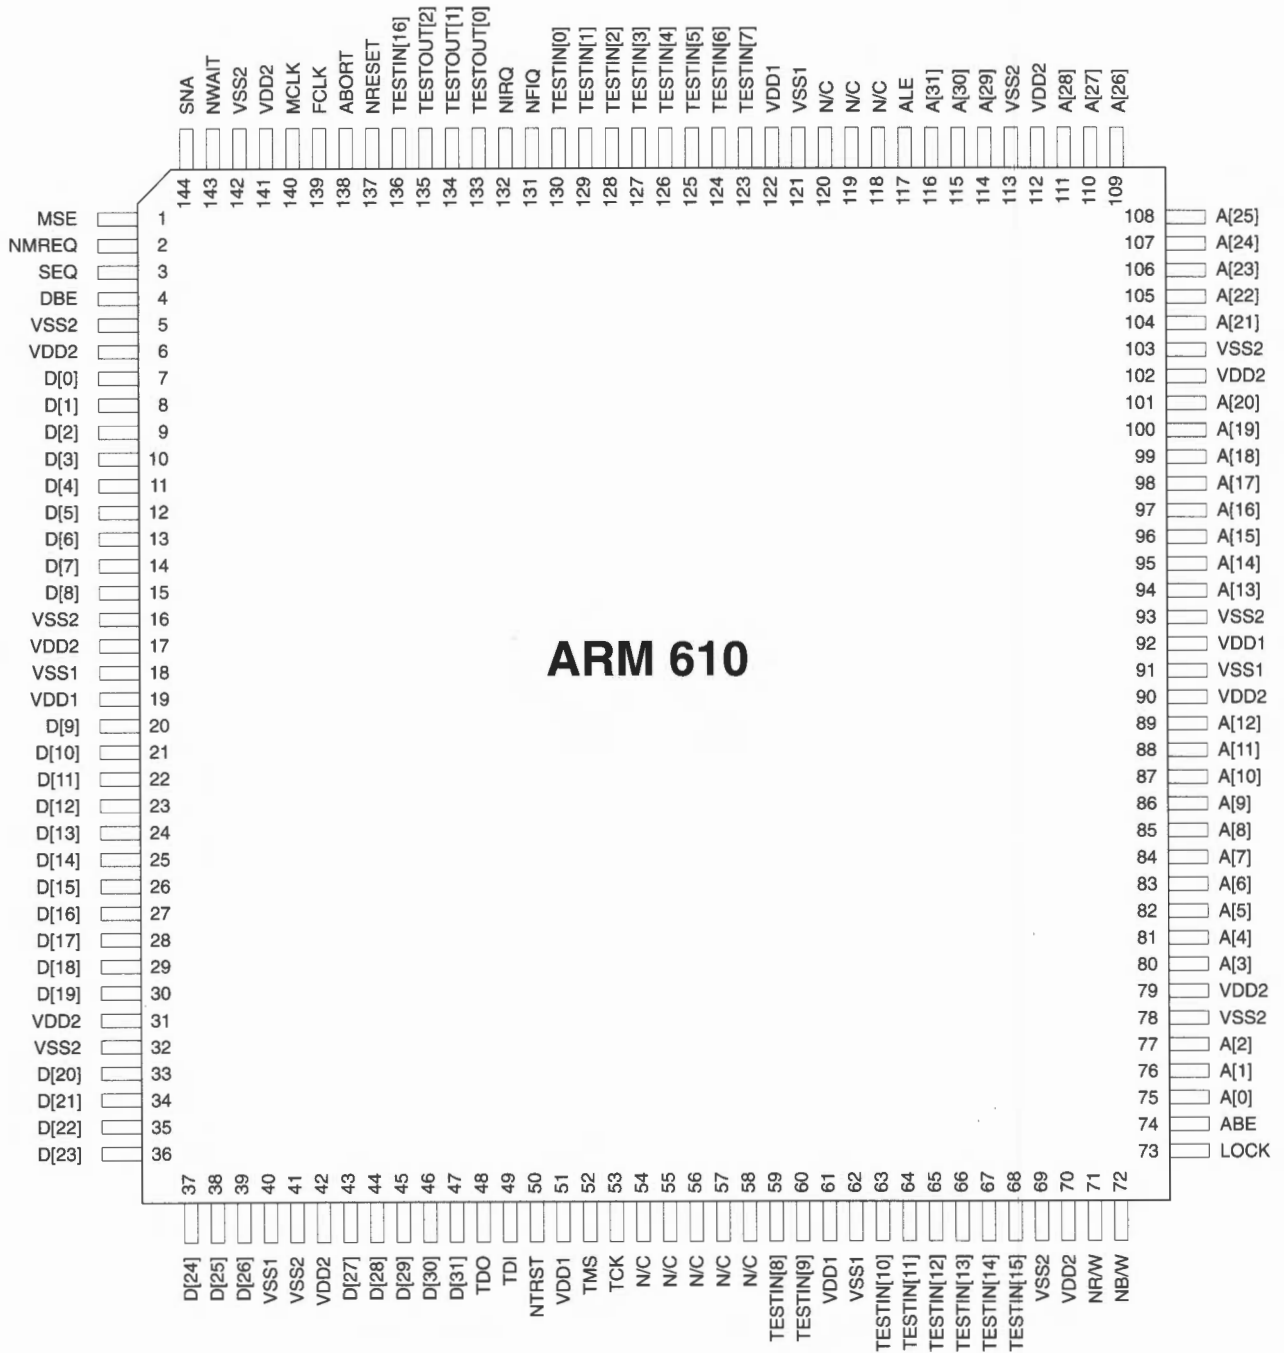 SNA
NWAIT
VSS2
VDD2
MCLK
FCLK
ABORT
NRESET
TESTIN[16]
TESTOUT[2]
TESTOUT[1]
TESTOUT[0]
NIRQ
NFIQ
TESTIN[0]
TESTIN[1]
TESTIN[2]
TESTIN[3]
TESTIN[4]
TESTIN[5]
TESTIN[6]
TESTIN[7]
VDD1
VSS1
N/C
N/C
N/C
ALE
A[31]
A[30]
A[29]
VSS2
VDD2
A[28]
A[27]
A[26]
144
143
142
141
140
139
138
137
136
135
134
133
132
131
130
129
128
127
126
125
124
123
122
121
120
119
118
117
116
115
114
113
112
111
110
109
MSE 1
NMREQ 2
SEQ 3
DBE 4
VSS2 5
VDD2 6
D[0] 7
D[1] 8
D[2] 9
D[3] 10
D[4] 11
D[5] 12
D[6] 13
D[7] 14
D[8] 15
VSS2 16
VDD2 17
VSS1 18
VDD1 19
D[9] 20
D[10] 21
D[11] 22
D[12] 23
D[13] 24
D[14] 25
D[15] 26
D[16] 27
D[17] 28
D[18] 29
D[19] 30
VDD2 31
VSS2 32
D[20] 33
D[21] 34
D[22] 35
D[23] 36
ARM 610
108 A[25]
107 A[24]
106 A[23]
105 A[22]
104 A[21]
103 VSS2
102 VDD2
101 A[20]
100 A[19]
99 A[18]
98 A[17]
97 A[16]
96 A[15]
95 A[14]
94 A[13]
93 VSS2
92 VDD1
91 VSS1
90 VDD2
89 A[12]
88 A[11]
87 A[10]
86 A[9]
85 A[8]
84 A[7]
83 A[6]
82 A[5]
81 A[4]
80 A[3]
79 VDD2
78 VSS2
77 A[2]
76 A[1]
75 A[0]
74 ABE
73 LOCK
37
38
39
40
41
42
43
44
45
46
47
48
49
50
51
52
53
54
55
56
57
58
59
60
61
62
63
64
65
66
67
68
69
70
71
72
D[24]
D[25]
D[26]
VSS1
VSS2
VDD2
D[27]
D[28]
D[29]
D[30]
D[31]
TDO
TDI
NTRST
VDD1
TMS
TCK
N/C
N/C
N/C
N/C
N/C
TESTIN[8]
TESTIN[9]
VDD1
VSS1
TESTIN[10]
TESTIN[11]
TESTIN[12]
TESTIN[13]
TESTIN[14]
TESTIN[15]
VSS2
VDD2
NR/W
NB/W